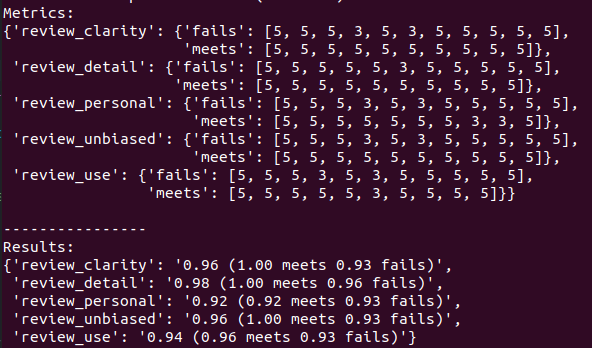 Metrics:
{'review_clarity': {'fails': [5, 5, 5, 3, 5, 3, 5, 5, 5, 5, 5],
'meets': [5, 5, 5, 5, 5, 5, 5, 5, 5, 5]},
'review_detail': {'fails': [5, 5, 5, 5, 5, 3, 5, 5, 5, 5, 5],
'meets': [5, 5, 5, 5, 5, 5, 5, 5, 5, 5]},
'review_personal': {'fails': [5, 5, 5, 3, 5, 3, 5, 5, 5, 5, 5],
'meets': [5, 5, 5, 5, 5, 5, 5, 3, 3, 5]},
'review_unbiased': {'fails': [5, 5, 5, 3, 5, 3, 5, 5, 5, 5, 5],
'meets': [5, 5, 5, 5, 5, 5, 5, 5, 5, 5]},
'review_use': {'fails': [5, 5, 5, 3, 5, 3, 5, 5, 5, 5, 5],
'meets': [5, 5, 5, 5, 5, 3, 5, 5, 5, 5]}}
----------------
Results:
{'review_clarity': '0.96 (1.00 meets 0.93 fails)',
'review_detail': '0.98 (1.00 meets 0.96 fails)',
'review_personal': '0.92 (0.92 meets 0.93 fails)',
'review_unbiased': '0.96 (1.00 meets 0.93 fails)',
'review_use': '0.94 (0.96 meets 0.93 fails)'}